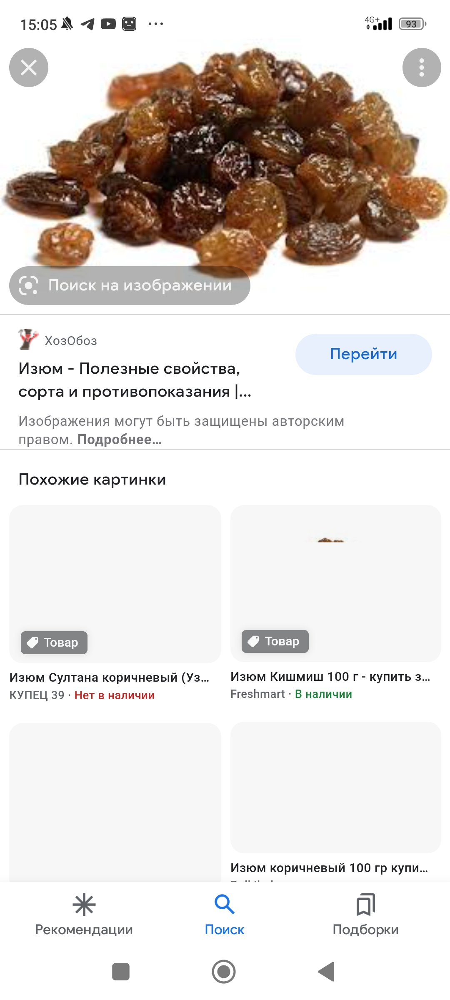 15:05
4G+
93
Поиск на изображении
ХозОбоз
Перейти
Изюм - Полезные свойства,
сорта и противопоказания |...
Изображения могут быть защищены авторским
правом. Подробнее...
Похожие картинки
Товар
Товар
Изюм Султана коричневый (Уз...
КУПЕЦ 39 · Нет в наличии
Изюм Кишмиш 100 г - купить з...
Freshmart · В наличии
Изюм коричневый 100 гр купи...
Рекомендации
Поиск
Подборки